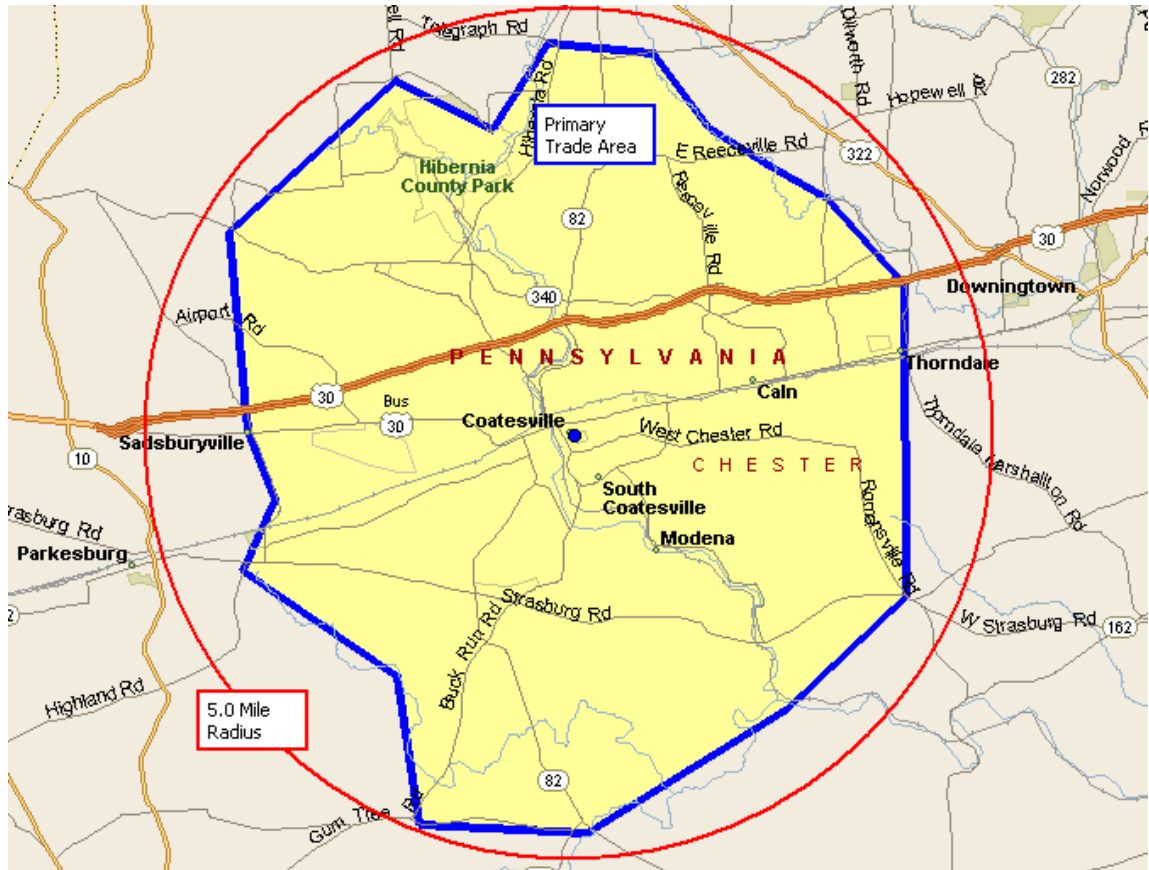 ell Rd
Telegraph Rd
Dilworth Rd
282
Hopewell Rd
Hibernia Rd
Primary
Trade Area
E Reeceville Rd
322
Norwood R
Hibernia
County Park
Reeceville Rd
82
30
Downingtown
340
Airport Rd
PENNSYLVANIA
Thorndale
Caln
30
Bus
30
Coatesville
Sadsburyville
West Chester Rd
Thorndale Marshallton Rd
10
CHESTER
South
Coatesville
Romansville Rd
rasburg Rd
Parkesburg
Modena
Strasburg Rd
2
W Strasburg Rd
162
Buck Run Rd
Highland Rd
5.0 Mile
Radius
82
Gum Tree Rd